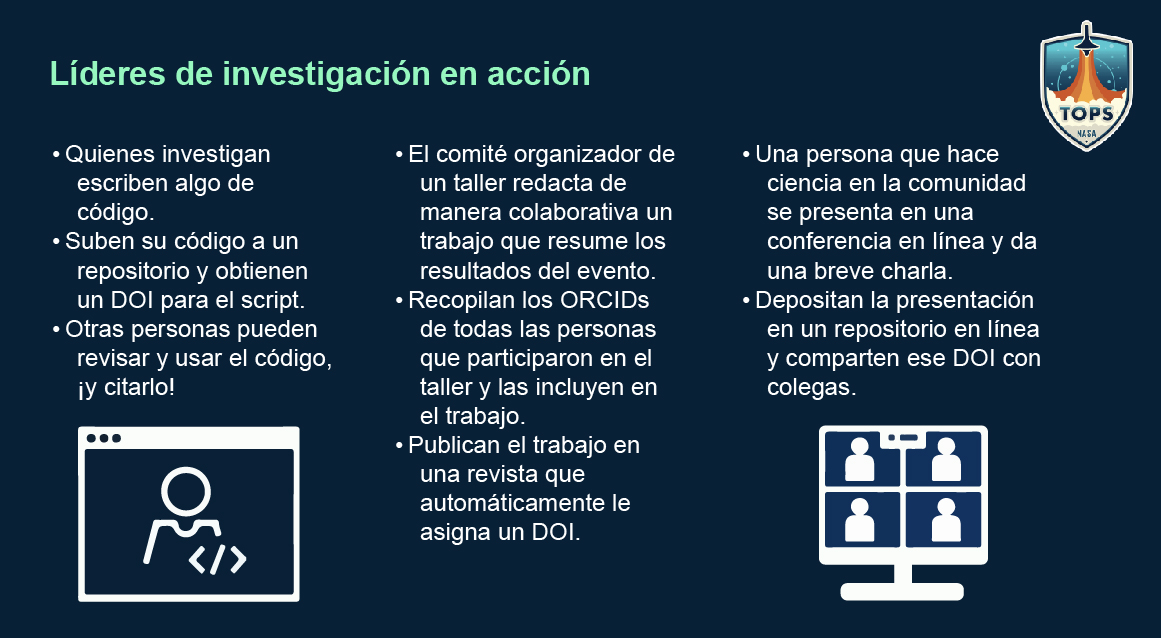 Líderes de investigación en acción
TOPS
NASA
• Quienes investigan
escriben algo de
código.
• Suben su código a un
repositorio y obtienen
un DOI para el script.
• Otras personas pueden
revisar y usar el código,
¡y citarlo!
</>
• El comité organizador de
un taller redacta de
manera colaborativa un
trabajo que resume los
resultados del evento.
• Recopilan los ORCIDs
de todas las personas
que participaron en el
taller y las incluyen en
el trabajo.
• Publican el trabajo en
una revista que
automáticamente le
asigna un DOI.
• Una persona que hace
ciencia en la comunidad
se presenta en una
conferencia en línea y da
una breve charla.
• Depositan la presentación
en un repositorio en línea
y comparten ese DOI con
colegas.